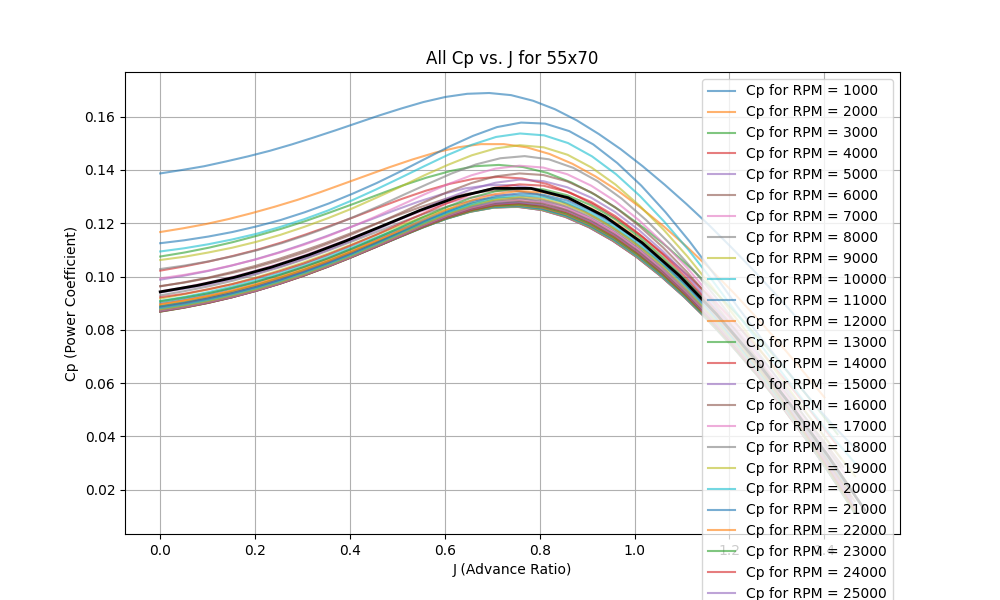 All Cp vs. J for 55x70
Cp (Power Coefficient)
0.16
0.14
0.12
0.10
0.08
0.06
0.04
0.02
0.0 0.2 0.4 0.6 0.8 1.0 1.2
J (Advance Ratio)
Cp for RPM = 1000
Cp for RPM = 2000
Cp for RPM = 3000
Cp for RPM = 4000
Cp for RPM = 5000
Cp for RPM = 6000
Cp for RPM = 7000
Cp for RPM = 8000
Cp for RPM = 9000
Cp for RPM = 10000
Cp for RPM = 11000
Cp for RPM = 12000
Cp for RPM = 13000
Cp for RPM = 14000
Cp for RPM = 15000
Cp for RPM = 16000
Cp for RPM = 17000
Cp for RPM = 18000
Cp for RPM = 19000
Cp for RPM = 20000
Cp for RPM = 21000
Cp for RPM = 22000
Cp for RPM = 23000
Cp for RPM = 24000
Cp for RPM = 25000